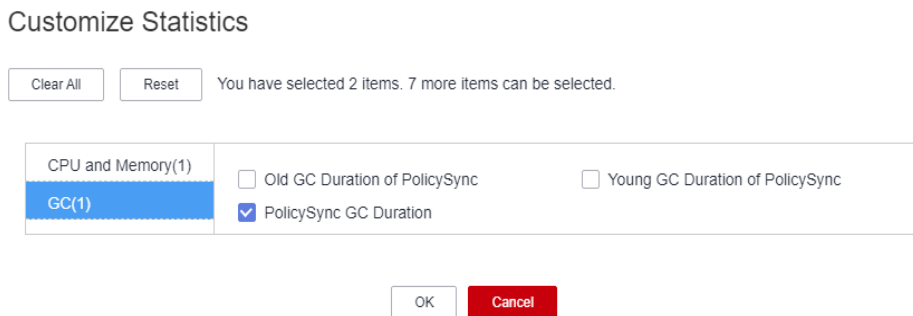 Customize Statistics
Clear All Reset You have selected 2 items. 7 more items can be selected.
CPU and Memory(1)
GC(1)
Old GC Duration of PolicySync Young GC Duration of PolicySync
PolicySync GC Duration
OK Cancel